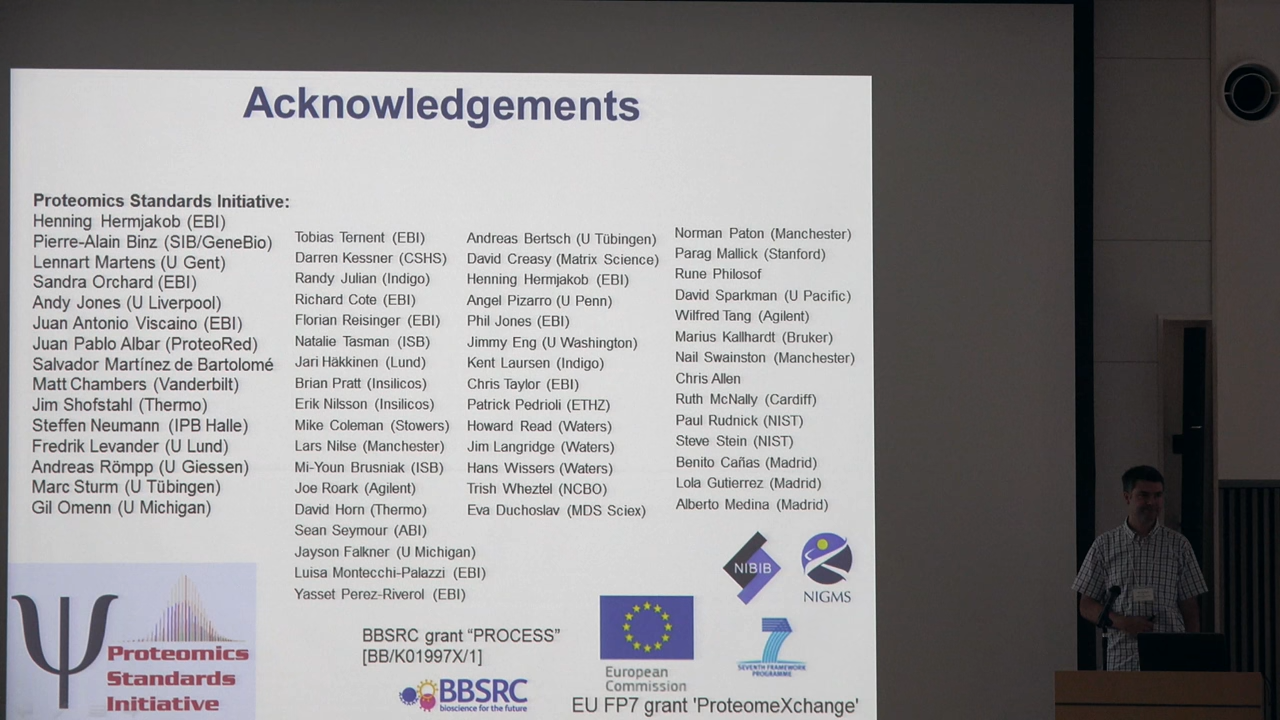 Acknowledgements
Proteomics Standards Initiative:
Henning Hermjakob (EBI)
Pierre-Alain Binz (SIB/GeneBio)
Lennart Martens (U Gent)
Sandra Orchard (EBI)
Andy Jones (U Liverpool)
Juan Antonio Viscaino (EBI)
Juan Pablo Albar (ProteoRed)
Salvador Martínez de Bartolomé
Matt Chambers (Vanderbilt)
Jim Shofstahl (Thermo)
Steffen Neumann (IPB Halle)
Fredrik Levander (U Lund)
Andreas Römpp (U Giessen)
Marc Sturm (U Tübingen)
Gil Omenn (U Michigan)
Tobias Ternent (EBI)
Darren Kessner (CSHS)
Randy Julian (Indigo)
Richard Cote (EBI)
Florian Reisinger (EBI)
Natalie Tasman (ISB)
Jari Häkkinen (Lund)
Brian Pratt (Insilicos)
Erik Nilsson (Insilicos)
Mike Coleman (Stowers)
Lars Nilse (Manchester)
Mi-Youn Brusniak (ISB)
Joe Roark (Agilent)
David Horn (Thermo)
Sean Seymour (ABI)
Jayson Falkner (U Michigan)
Luisa Montecchi-Palazzi (EBI)
Yasset Perez-Riverol (EBI)
Andreas Bertsch (U Tübingen)
David Creasy (Matrix Science)
Henning Hermjakob (EBI)
Angel Pizarro (U Penn)
Phil Jones (EBI)
Jimmy Eng (U Washington)
Kent Laursen (Indigo)
Chris Taylor (EBI)
Patrick Pedrioli (ETHZ)
Howard Read (Waters)
Jim Langridge (Waters)
Hans Wissers (Waters)
Trish Wheztel (NCBO)
Eva Duchoslav (MDS Sciex)
Norman Paton (Manchester)
Parag Mallick (Stanford)
Rune Philosof
David Sparkman (U Pacific)
Wilfred Tang (Agilent)
Marius Kallhardt (Bruker)
Nail Swainston (Manchester)
Chris Allen
Ruth McNally (Cardiff)
Paul Rudnick (NIST)
Steve Stein (NIST)
Benito Cañas (Madrid)
Lola Gutierrez (Madrid)
Alberto Medina (Madrid)
NIBIB
NIGMS
Ψ Proteomics
Standards
Initiative
BBSRC grant “PROCESS”
[BB/K01997X/1]
BBSRC
bioscience for the future
European
Commission
7
SEVENTH FRAMEWORK
PROGRAMME
EU FP7 grant 'ProteomeXchange'